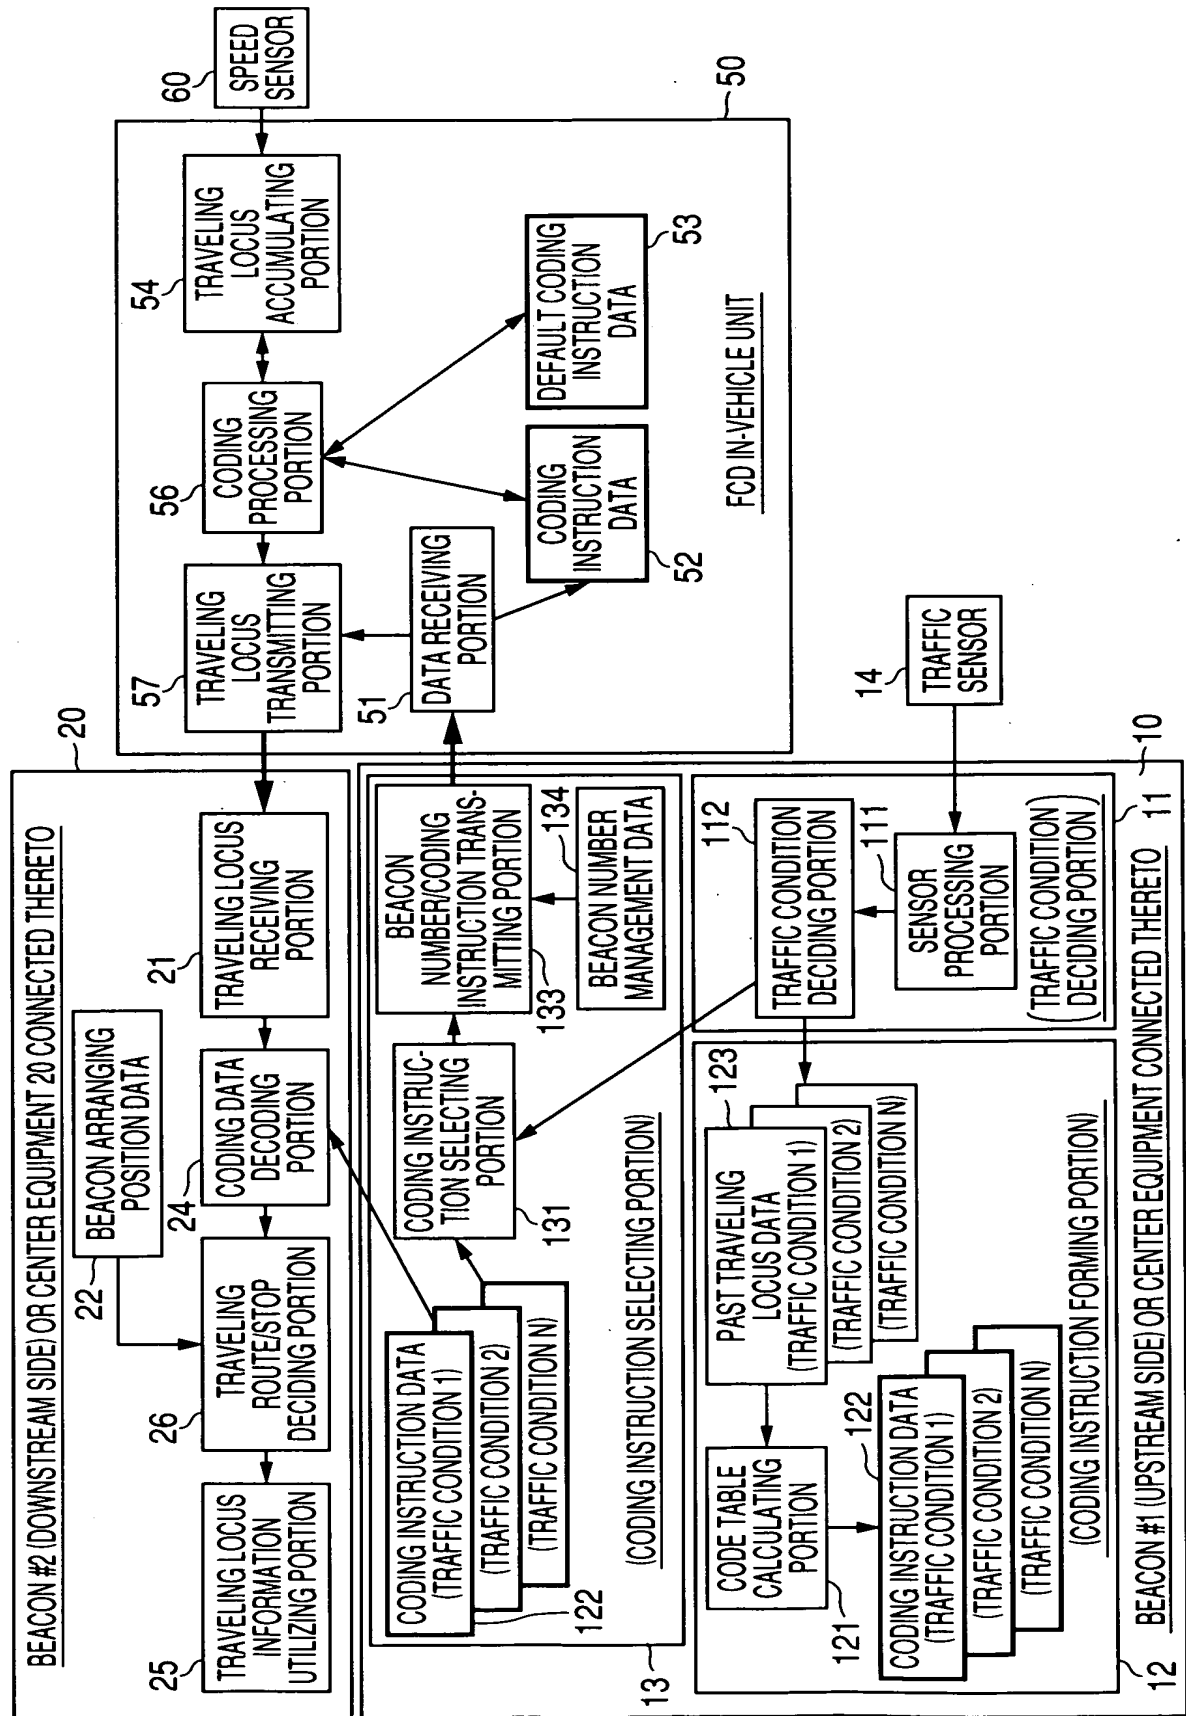 BEACON #2 (DOWNSTREAM SIDE) OR CENTER EQUIPMENT 20 CONNECTED THERETO
20
BEACON ARRANGING
POSITION DATA
22
TRAVELING LOCUS
INFORMATION
UTILIZING PORTION
25
TRAVELING
ROUTE/STOP
DECIDING PORTION
26
CODING DATA
DECODING
PORTION
24
TRAVELING LOCUS
RECEIVING
PORTION
21
TRAVELING
LOCUS
TRANSMITTING
PORTION
57
CODING
PROCESSING
PORTION
56
TRAVELING
LOCUS
ACCUMULATING
PORTION
54
SPEED
SENSOR
60
DATA RECEIVING
PORTION
51
CODING
INSTRUCTION
DATA
52
DEFAULT CODING
INSTRUCTION
DATA
53
FCD IN-VEHICLE UNIT
50
CODING INSTRUCTION DATA
(TRAFFIC CONDITION 1)
(TRAFFIC CONDITION 2)
(TRAFFIC CONDITION N)
122
CODING INSTRUC-
TION SELECTING
PORTION
131
BEACON
NUMBER/CODING
INSTRUCTION TRANS-
MITTING PORTION
133
BEACON NUMBER
MANAGEMENT DATA
134
(CODING INSTRUCTION SELECTING PORTION)
13
CODE TABLE
CALCULATING
PORTION
121
PAST TRAVELING
LOCUS DATA
(TRAFFIC CONDITION 1)
(TRAFFIC CONDITION 2)
(TRAFFIC CONDITION N)
123
CODING INSTRUCTION DATA
(TRAFFIC CONDITION 1)
(TRAFFIC CONDITION 2)
(TRAFFIC CONDITION N)
122
(CODING INSTRUCTION FORMING PORTION)
12
TRAFFIC CONDITION
DECIDING PORTION
112
SENSOR
PROCESSING
PORTION
111
(TRAFFIC CONDITION
DECIDING PORTION)
11
TRAFFIC
SENSOR
14
10
BEACON #1 (UPSTREAM SIDE) OR CENTER EQUIPMENT CONNECTED THERETO